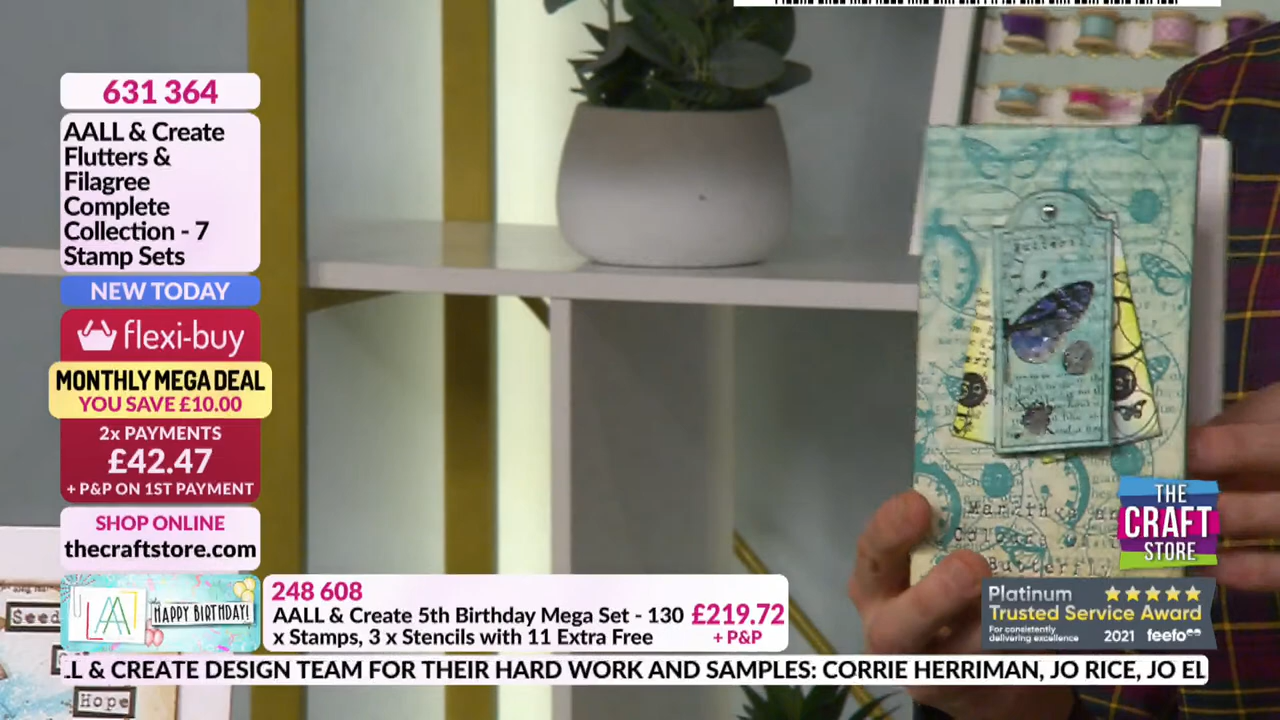 631 364
AALL & Create
Flutters &
Filagree
Complete
Collection - 7
Stamp Sets
NEW TODAY
flexi-buy
MONTHLY MEGA DEAL
YOU SAVE £10.00
2x PAYMENTS
£42.47
+ P&P ON 1ST PAYMENT
SHOP ONLINE
thecraftstore.com
THE
CRAFT
STORE
LAA
HAPPY BIRTHDAY!
248 608
AALL & Create 5th Birthday Mega Set - 130
x Stamps, 3 x Stencils with 11 Extra Free
£219.72
+ P&P
Platinum
Trusted Service Award
For consistently
delivering excellence
2021 feefo
LL & CREATE DESIGN TEAM FOR THEIR HARD WORK AND SAMPLES: CORRIE HERRIMAN, JO RICE, JO EL
Seed
Hope
Butterfly